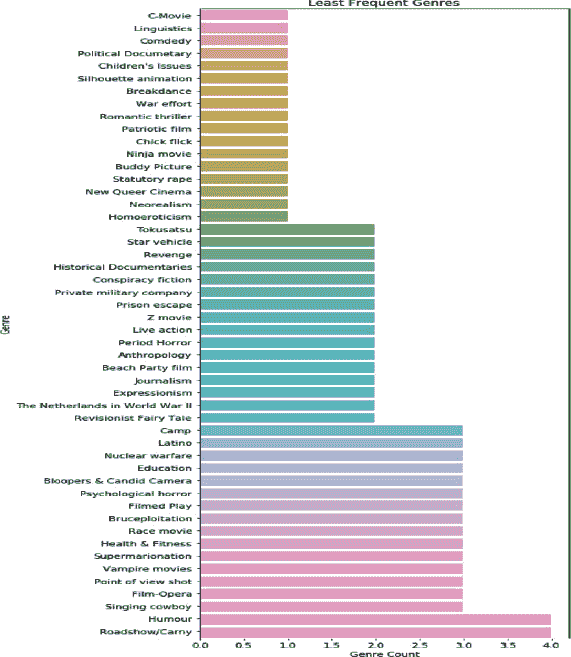 Least Frequent Genres
C-Movie
Linguistics
Comdedy
Political Documetary
Children's Issues
Silhouette animation
Breakdance
War effort
Romantic thriller
Patriotic film
Chick flick
Ninja movie
Buddy Picture
Statutory rape
New Queer Cinema
Neorealism
Homoeroticism
Tokusatsu
Star vehicle
Revenge
Historical Documentaries
Conspiracy fiction
Private military company
Prison escape
Z movie
Live action
Period Horror
Anthropology
Beach Party film
Journalism
Expressionism
The Netherlands in World War II
Revisionist Fairy Tale
Camp
Latino
Nuclear warfare
Education
Bloopers & Candid Camera
Psychological horror
Filmed Play
Bruceploitation
Race movie
Health & Fitness
Supermarionation
Vampire movies
Point of view shot
Film-Opera
Singing cowboy
Humour
Roadshow/Carny
Genre
0.0 0.5 1.0 1.5 2.0 2.5 3.0 3.5 4.0
Genre Count